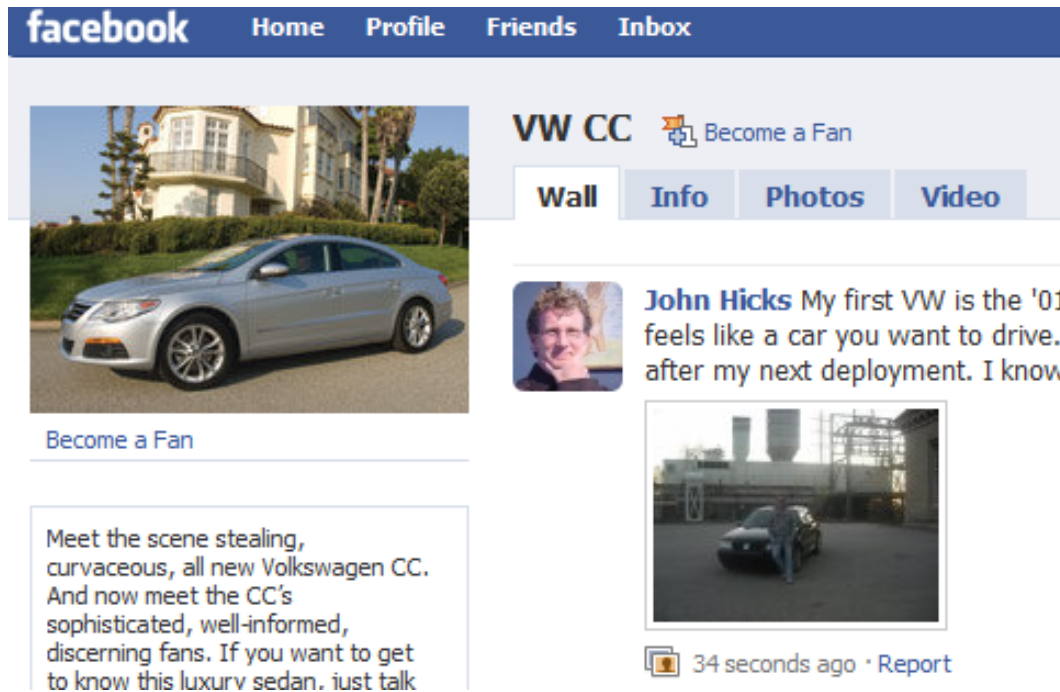 facebook Home Profile Friends Inbox
VW CC Become a Fan
Wall Info Photos Video
Become a Fan
Meet the scene stealing,
curvaceous, all new Volkswagen CC.
And now meet the CC's
sophisticated, well-informed,
discerning fans. If you want to get
to know this luxury sedan, just talk
John Hicks My first VW is the '01
feels like a car you want to drive.
after my next deployment. I know
34 seconds ago · Report